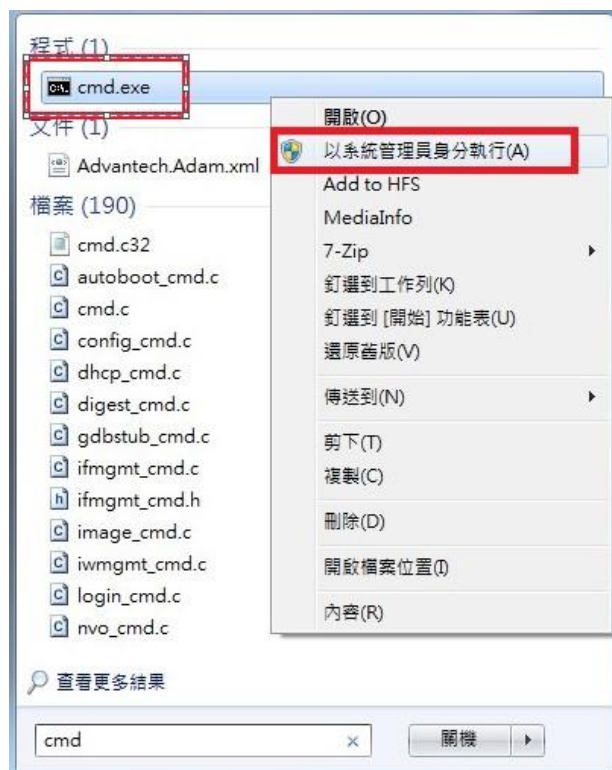 程式 (1)
cmd.exe
文件 (1)
Advantech.Adam.xml
檔案 (190)
cmd.c32
autoboot_cmd.c
cmd.c
config_cmd.c
dhcp_cmd.c
digest_cmd.c
gdbstub_cmd.c
ifmgmt_cmd.c
ifmgmt_cmd.h
image_cmd.c
iwmgmt_cmd.c
login_cmd.c
nvo_cmd.c
查看更多結果
cmd
關機
開啟(O)
以系統管理員身分執行(A)
Add to HFS
MediaInfo
7-Zip
釘選到工作列(K)
釘選到 [開始] 功能表(U)
還原舊版(V)
傳送到(N)
剪下(T)
複製(C)
刪除(D)
開啟檔案位置(I)
內容(R)